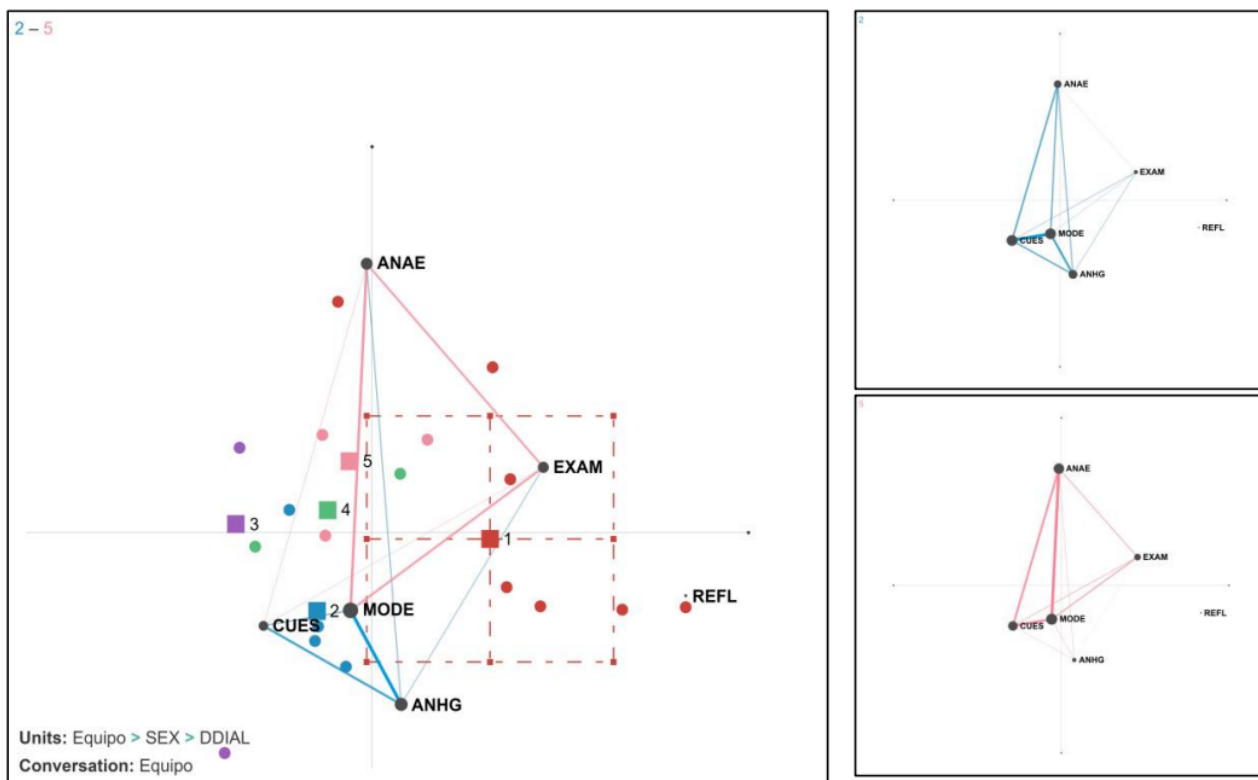 2 – 5
ANAE
EXAM
5
4
3
1
REFL
2
MODE
CUES
ANHG
Units: Equipo > SEX > DDIAL
Conversation: Equipo
2
ANAE
EXAM
REFL
MODE
CUES
ANHG
5
ANAE
EXAM
REFL
MODE
CUES
ANHG